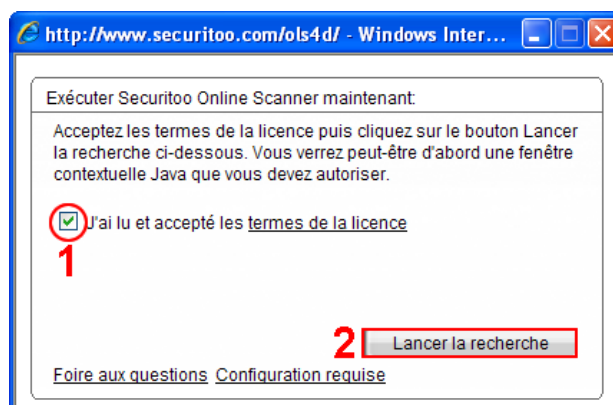 http://www.securitoo.com/ols4d/ - Windows Inter...
Exécuter Securitoo Online Scanner maintenant:
Acceptez les termes de la licence puis cliquez sur le bouton Lancer
la recherche ci-dessous. Vous verrez peut-être d'abord une fenêtre
contextuelle Java que vous devez autoriser.
J'ai lu et accepté les termes de la licence
1
2 Lancer la recherche
Foire aux questions Configuration requise